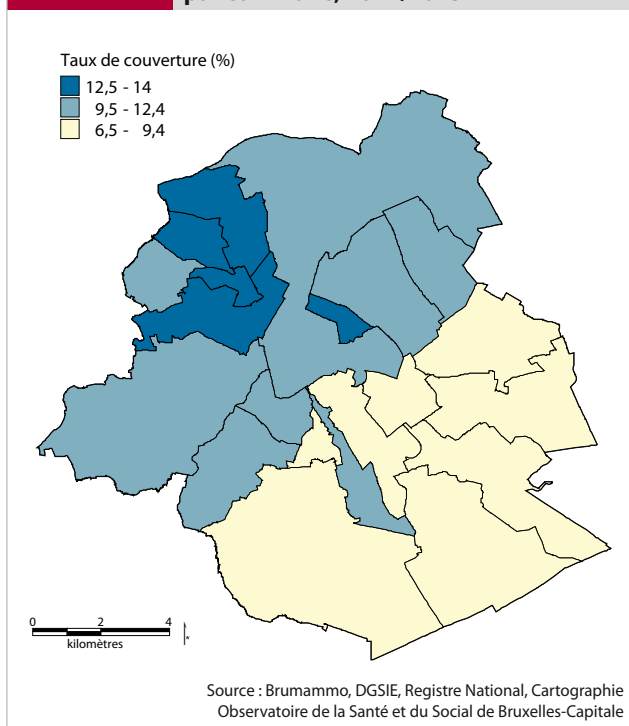 Taux de couverture (%)
12,5 - 14
9,5 - 12,4
6,5 - 9,4
0 2 4
kilomètres
Source : Brumammo, DGSIE, Registre National, Cartographie
Observatoire de la Santé et du Social de Bruxelles-Capitale